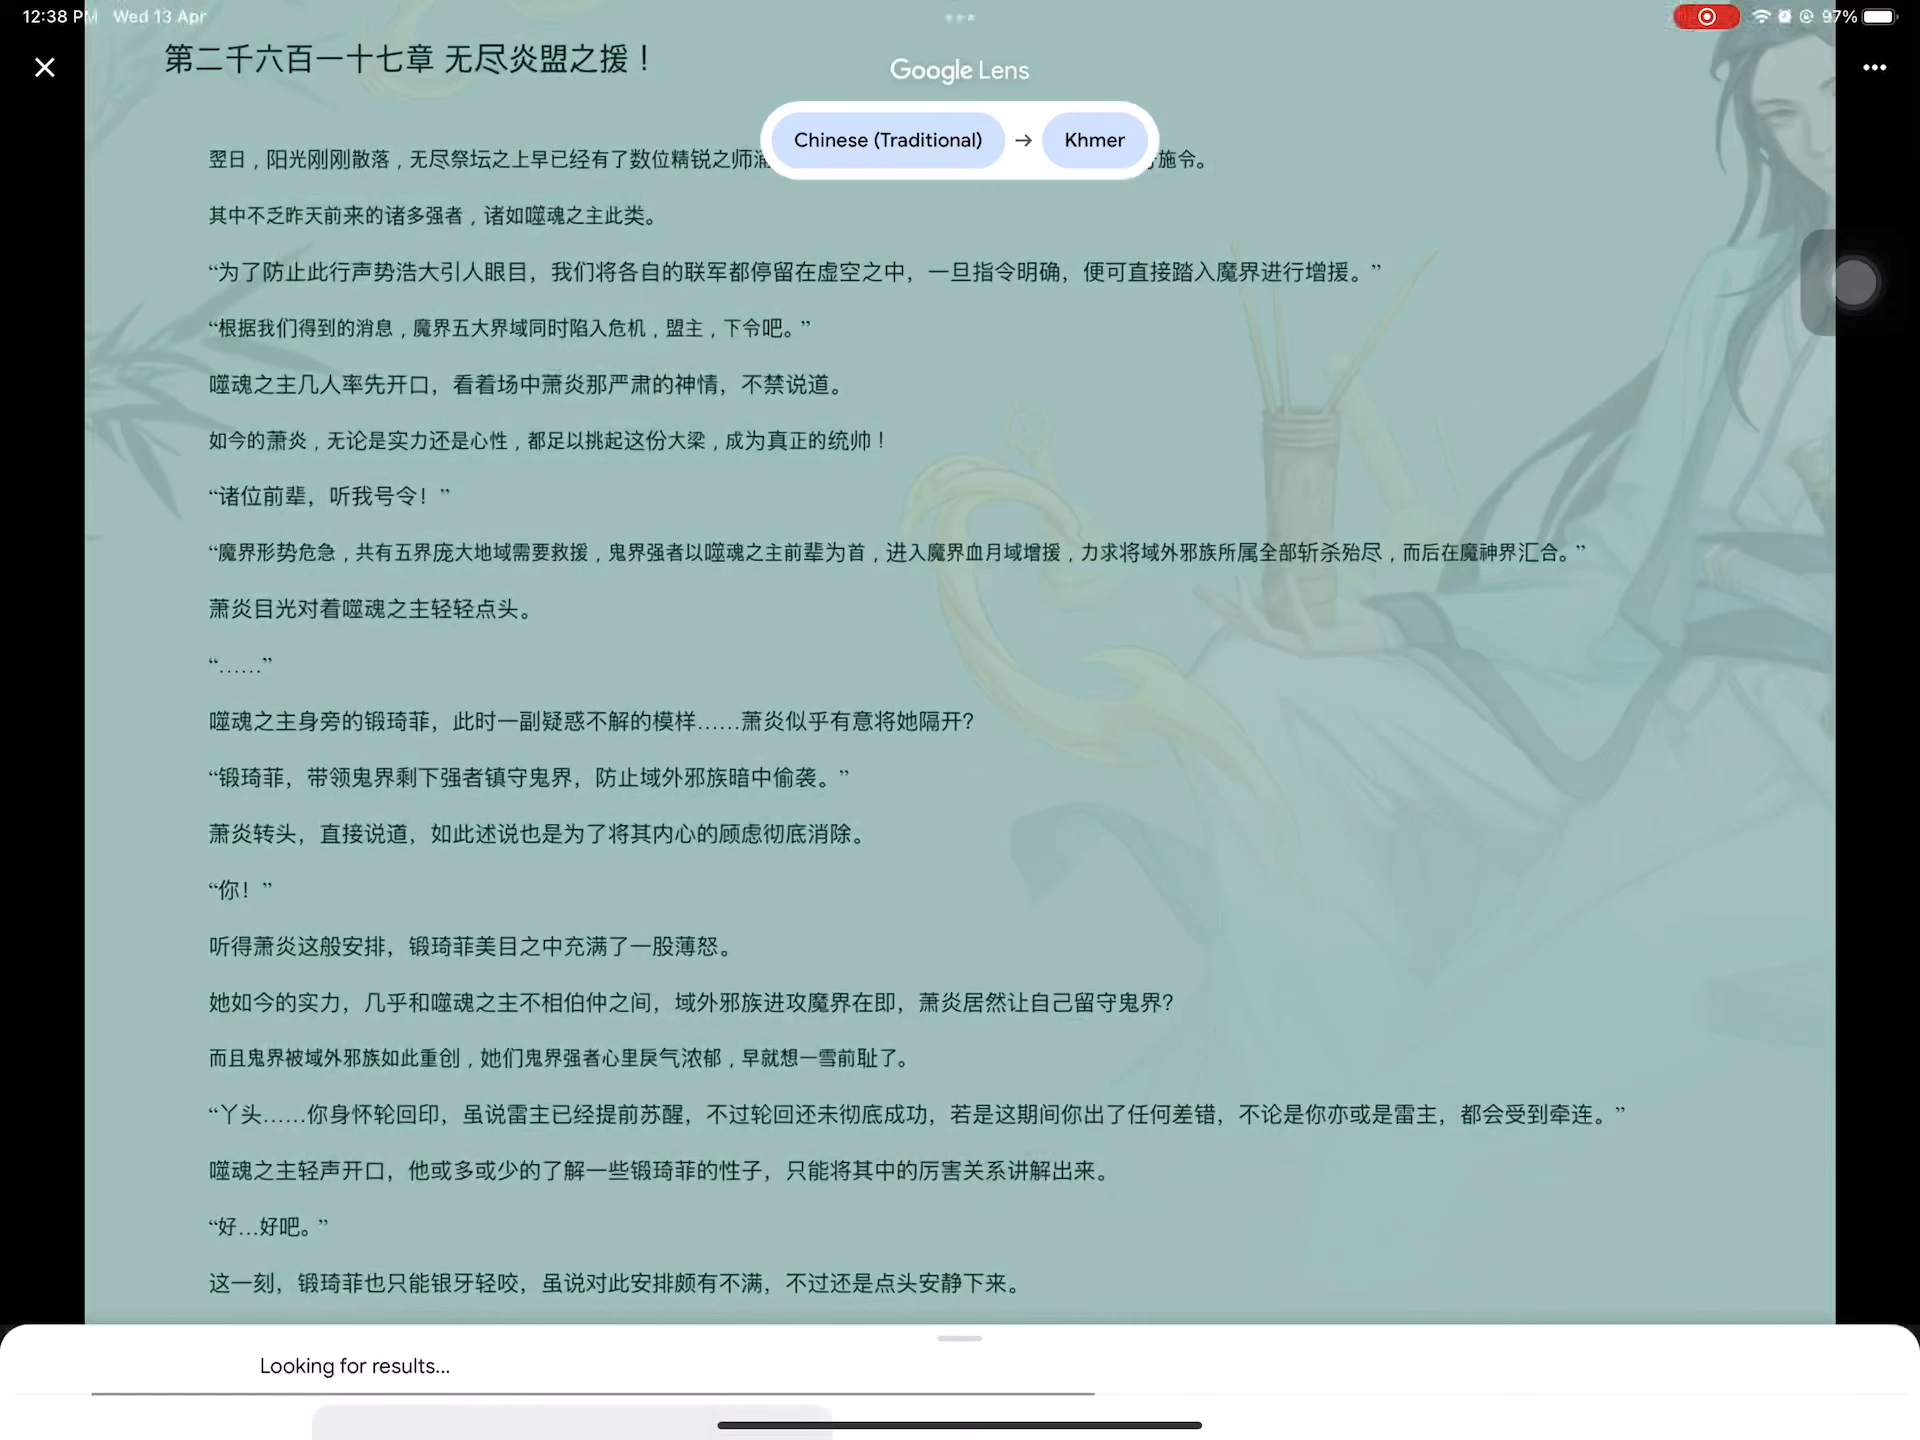 12:38 PM Wed 13 Apr
97%
第二千六百一十七章 无尽炎盟之援！
Google Lens
Chinese (Traditional) → Khmer
翌日，阳光刚刚散落，无尽祭坛之上早已经有了数位精锐之师 施令。
其中不乏昨天前来的诸多强者，诸如噬魂之主此类。
“为了防止此行声势浩大引人眼目，我们将各自的联军都停留在虚空之中，一旦指令明确，便可直接踏入魔界进行增援。”
“根据我们得到的消息，魔界五大界域同时陷入危机，盟主，下令吧。”
噬魂之主几人率先开口，看着场中萧炎那严肃的神情，不禁说道。
如今的萧炎，无论是实力还是心性，都足以挑起这份大梁，成为真正的统帅！
“诸位前辈，听我号令！”
“魔界形势危急，共有五界庞大地域需要救援，鬼界强者以噬魂之主前辈为首，进入魔界血月域增援，力求将域外邪族所属全部斩杀殆尽，而后在魔神界汇合。”
萧炎目光对着噬魂之主轻轻点头。
“……”
噬魂之主身旁的锻琦菲，此时一副疑惑不解的模样……萧炎似乎有意将她隔开？
“锻琦菲，带领鬼界剩下强者镇守鬼界，防止域外邪族暗中偷袭。”
萧炎转头，直接说道，如此述说也是为了将其内心的顾虑彻底消除。
“你！”
听得萧炎这般安排，锻琦菲美目之中充满了一股薄怒。
她如今的实力，几乎和噬魂之主不相伯仲之间，域外邪族进攻魔界在即，萧炎居然让自己留守鬼界？
而且鬼界被域外邪族如此重创，她们鬼界强者心里戾气浓郁，早就想一雪前耻了。
“丫头……你身怀轮回印，虽说雷主已经提前苏醒，不过轮回还未彻底成功，若是这期间你出了任何差错，不论是你亦或是雷主，都会受到牵连。”
噬魂之主轻声开口，他或多或少的了解一些锻琦菲的性子，只能将其中的厉害关系讲解出来。
“好…好吧。”
这一刻，锻琦菲也只能银牙轻咬，虽说对此安排颇有不满，不过还是点头安静下来。
Looking for results...